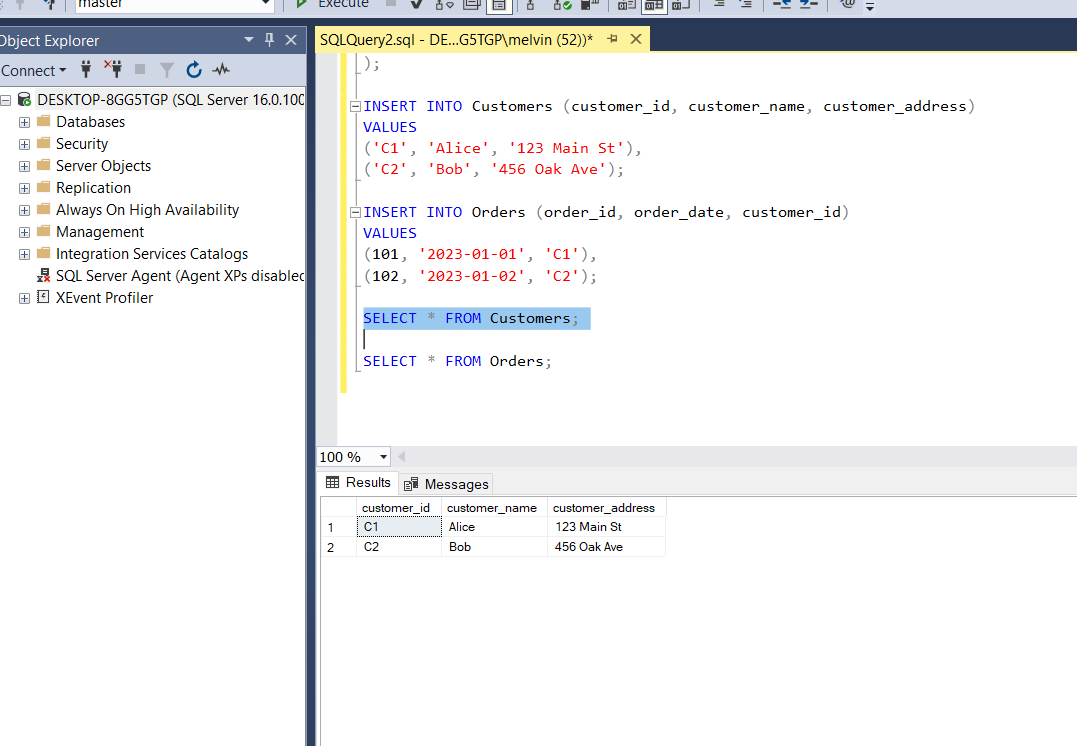 master
Execute
Object Explorer
SQLQuery2.sql - DE...G5TGP\melvin (52))*
Connect
DESKTOP-8GG5TGP (SQL Server 16.0.100
Databases
Security
Server Objects
Replication
Always On High Availability
Management
Integration Services Catalogs
SQL Server Agent (Agent XPs disabled
XEvent Profiler
);
INSERT INTO Customers (customer_id, customer_name, customer_address)
VALUES
('C1', 'Alice', '123 Main St'),
('C2', 'Bob', '456 Oak Ave');
INSERT INTO Orders (order_id, order_date, customer_id)
VALUES
(101, '2023-01-01', 'C1'),
(102, '2023-01-02', 'C2');
SELECT * FROM Customers;
SELECT * FROM Orders;
100 %
Results Messages
customer_id customer_name customer_address
1 C1 Alice 123 Main St
2 C2 Bob 456 Oak Ave